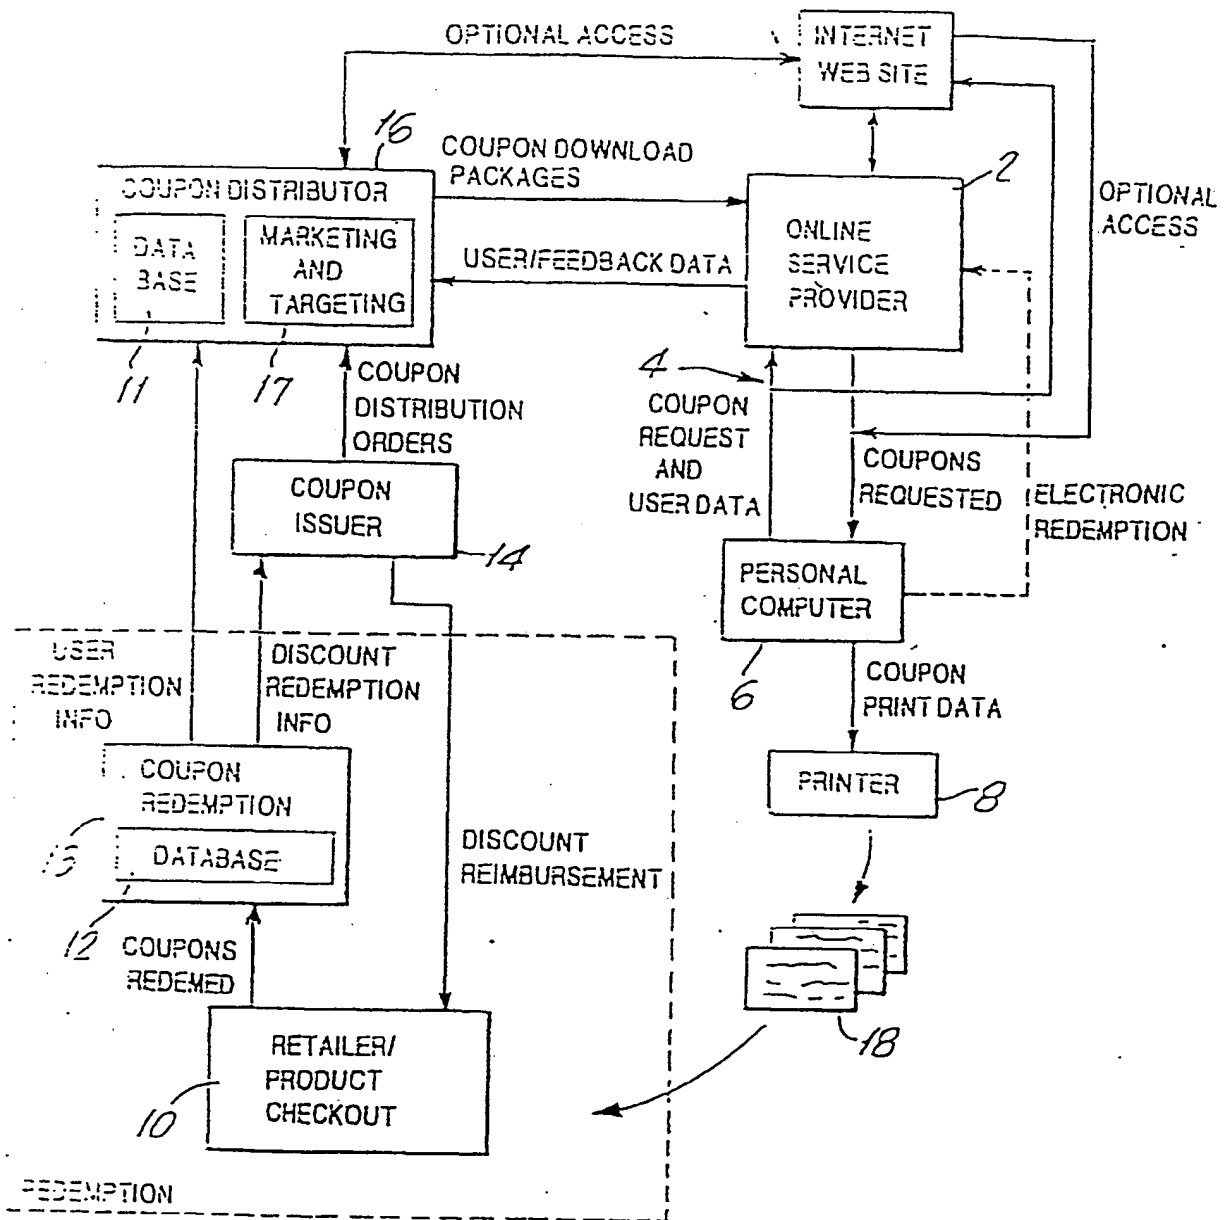 OPTIONAL ACCESS
INTERNET
WEB SITE
16
COUPON DOWNLOAD
PACKAGES
COUPON DISTRIBUTOR
DATA
BASE
MARKETING
AND
TARGETING
USER/FEEDBACK DATA
2
ONLINE
SERVICE
PROVIDER
OPTIONAL
ACCESS
11
17
COUPON
DISTRIBUTION
ORDERS
4
COUPON
REQUEST
AND
USER DATA
COUPONS
REQUESTED
ELECTRONIC
REDEMPTION
COUPON
ISSUER
14
PERSONAL
COMPUTER
6
USER
REDEMPTION
INFO
DISCOUNT
REDEMPTION
INFO
COUPON
PRINT DATA
COUPON
REDEMPTION
DATABASE
13
12
PRINTER
8
DISCOUNT
REIMBURSEMENT
COUPONS
REDEMED
18
RETAILER/
PRODUCT
CHECKOUT
10
REDEMPTION